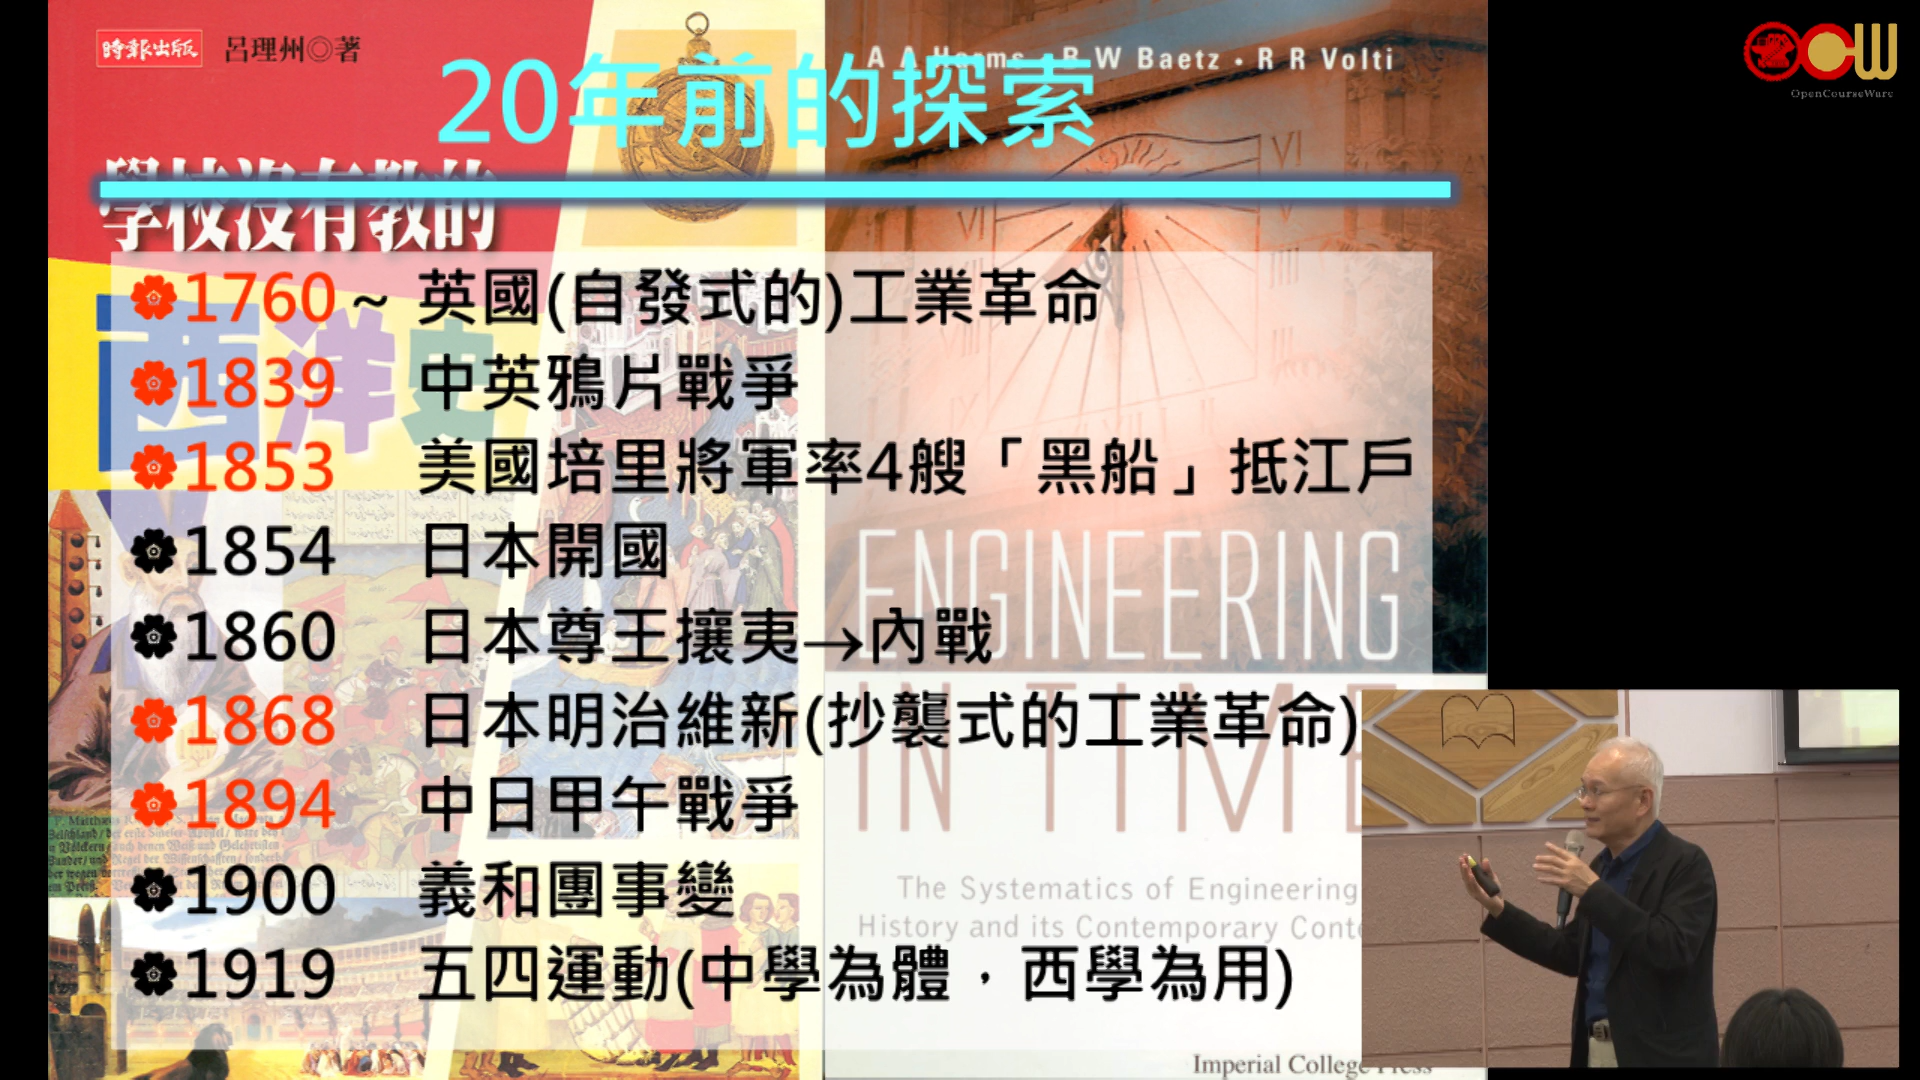 時報出版 呂理州◎著
A A Harms • B W Baetz • R R Volti
20年前的探索
學校沒有教的
西洋史
1760 ~ 英國(自發式的)工業革命
1839 中英鴉片戰爭
1853 美國培里將軍率4艘「黑船」抵江戶
1854 日本開國
1860 日本尊王攘夷→內戰
1868 日本明治維新(抄襲式的工業革命)
1894 中日甲午戰爭
1900 義和團事變
1919 五四運動(中學為體，西學為用)
ENGINEERING
IN TIME
The Systematics of Engineering
History and its Contemporary
Imperial College Press
OCW
OpenCourseWare